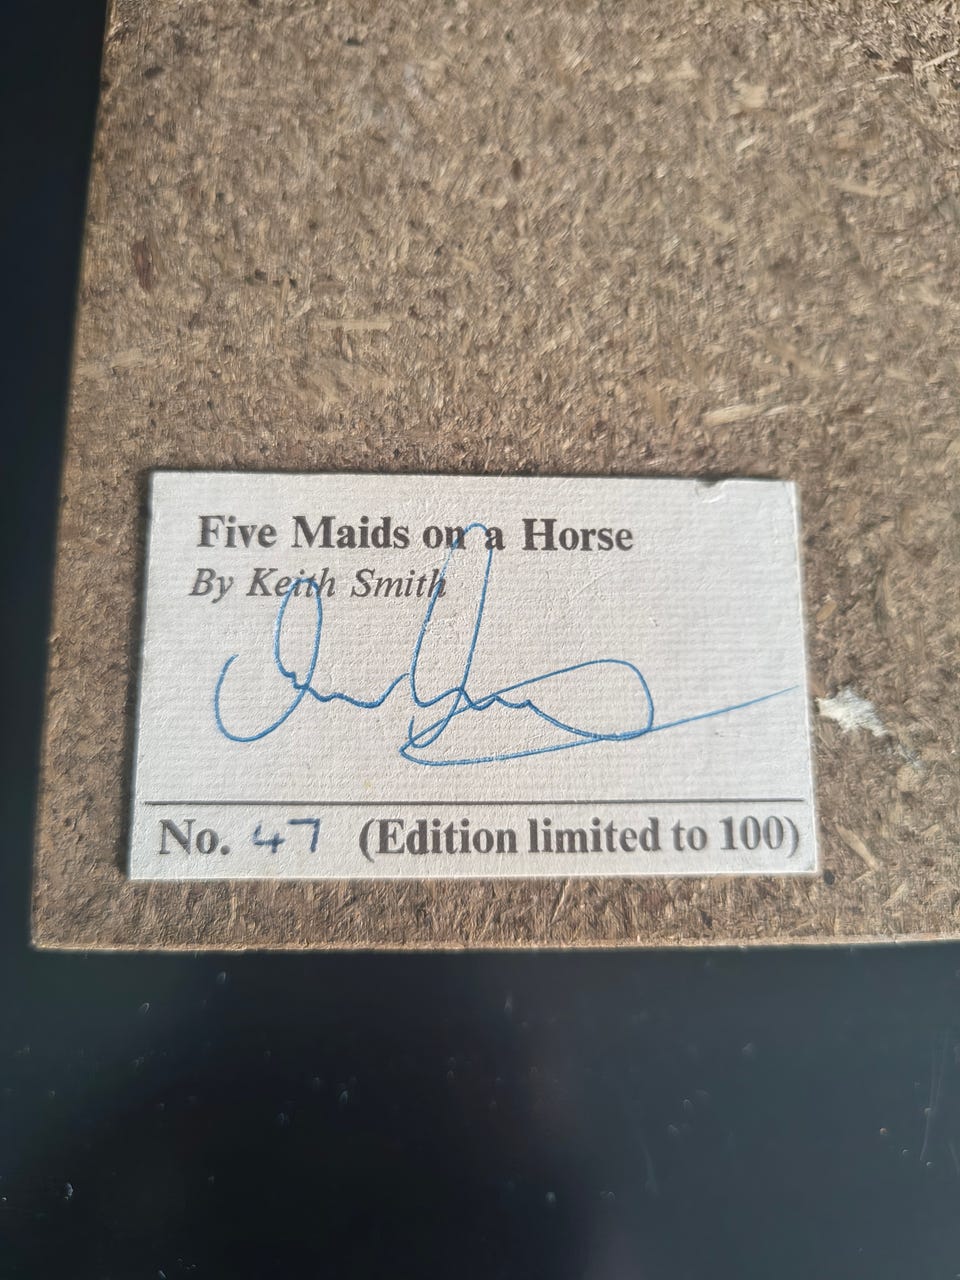 Five Maids on a Horse
By Keith Smith
No. 47 (Edition limited to 100)